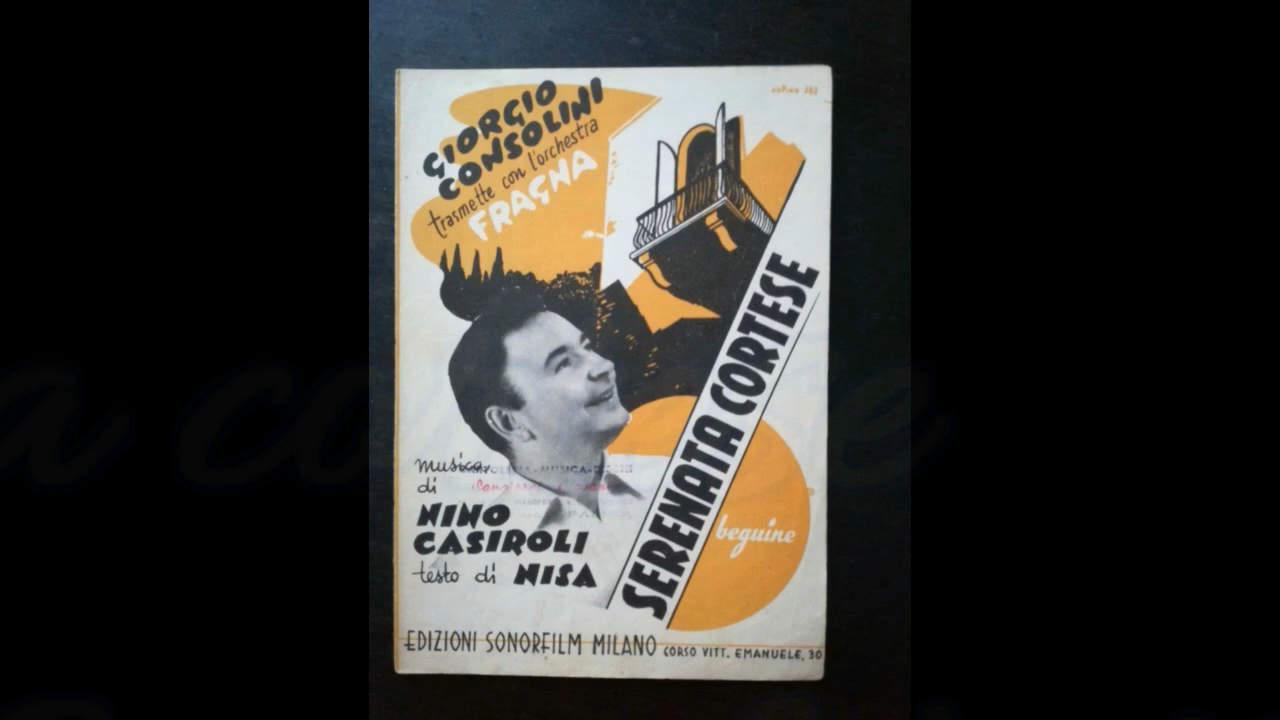 GIORGIO
CONSOLINI
trasmette con l'orchestra
FRAGNA
SERENATA CORTESE
beguine
musica
di
NINO
CASIROLI
testo di NISA
EDIZIONI SONORFILM MILANO CORSO VITT. EMANUELE, 30